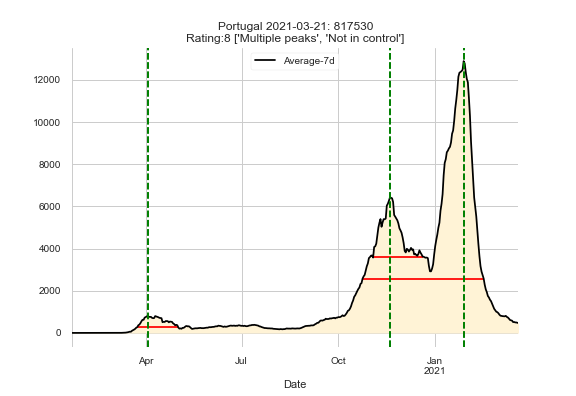 Portugal 2021-03-21: 817530
Rating:8 ['Multiple peaks', 'Not in control']
Average-7d
12000
10000
8000
6000
4000
2000
0
Apr
Jul
Oct
Jan
2021
Date